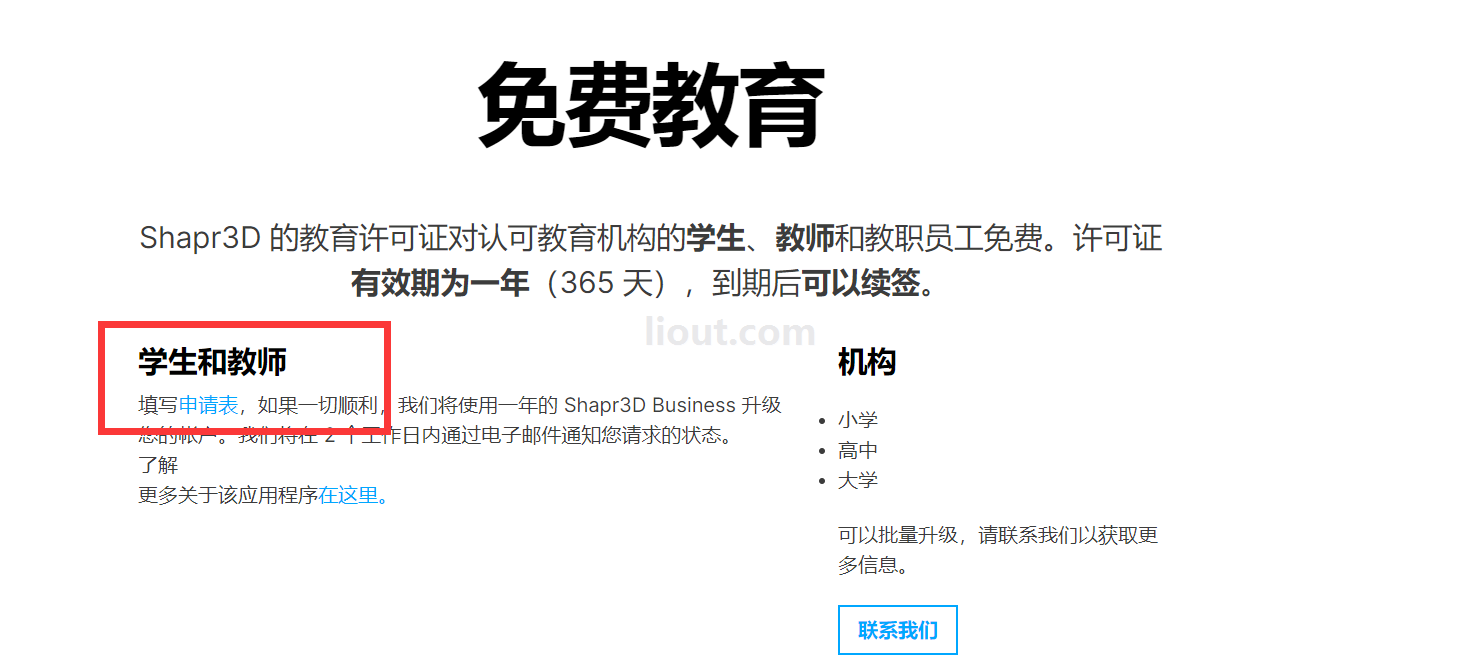 免费教育
Shapr3D 的教育许可证对认可教育机构的学生、教师和教职员工免费。许可证
有效期为一年（365 天），到期后可以续签。
liout.com
学生和教师
填写申请表，如果一切顺利，我们将使用一年的 Shapr3D Business 升级
您的帐户。我们将在 2 个工作日内通过电子邮件通知您请求的状态。
了解
更多关于该应用程序在这里。
机构
小学
高中
大学
可以批量升级，请联系我们以获取更
多信息。
联系我们